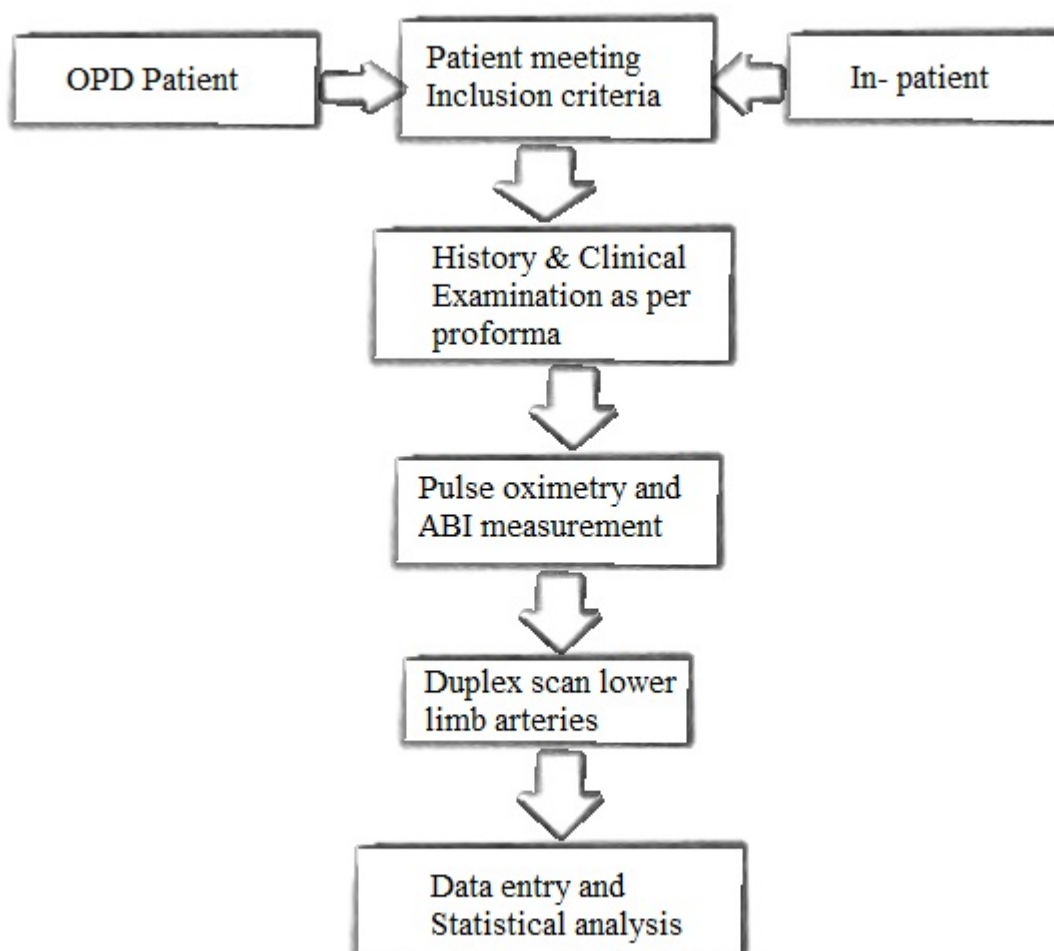 OPD Patient
Patient meeting
Inclusion criteria
In- patient
History & Clinical
Examination as per
proforma
Pulse oximetry and
ABI measurement
Duplex scan lower
limb arteries
Data entry and
Statistical analysis